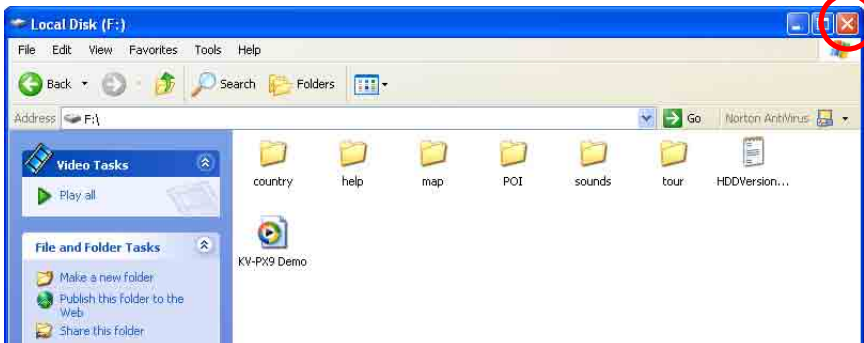 Local Disk (F:)
File Edit View Favorites Tools Help
Back Search Folders
Address F:\ Go Norton AntiVirus
Video Tasks
Play all
File and Folder Tasks
Make a new folder
Publish this folder to the
Web
Share this folder
country help map POI sounds tour HDDVersion...
KV-PX9 Demo